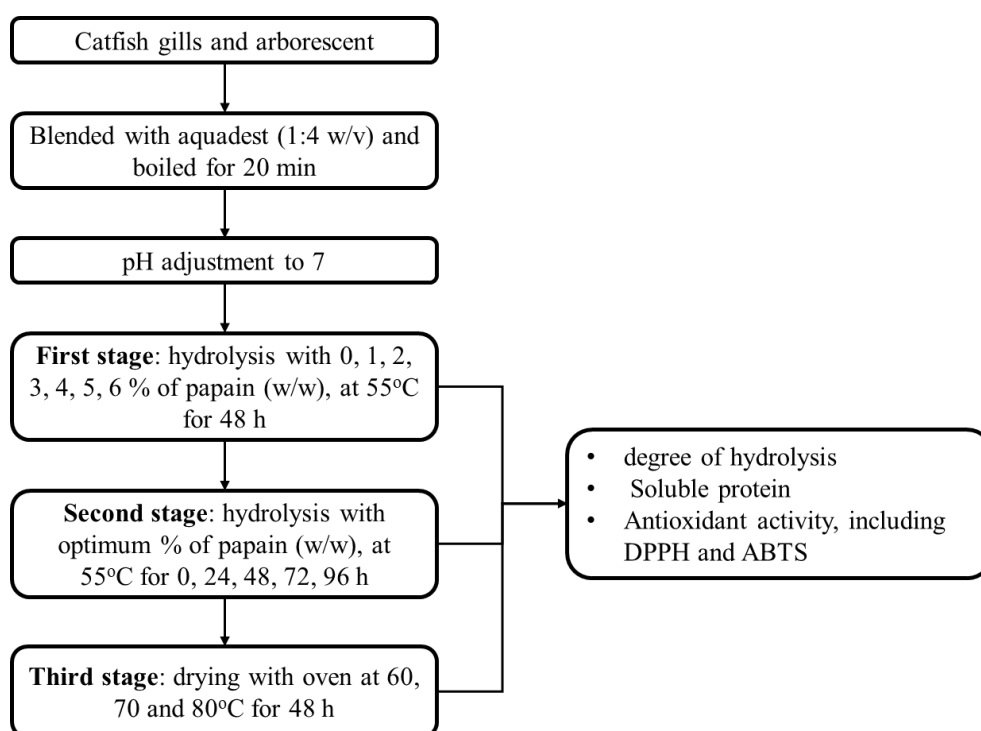 Catfish gills and arborescent
Blended with aquadest (1:4 w/v) and
boiled for 20 min
pH adjustment to 7
First stage: hydrolysis with 0, 1, 2,
3, 4, 5, 6 % of papain (w/w), at 55°C
for 48 h
Second stage: hydrolysis with
optimum % of papain (w/w), at
55°C for 0, 24, 48, 72, 96 h
Third stage: drying with oven at 60,
70 and 80°C for 48 h
• degree of hydrolysis
• Soluble protein
• Antioxidant activity, including
DPPH and ABTS